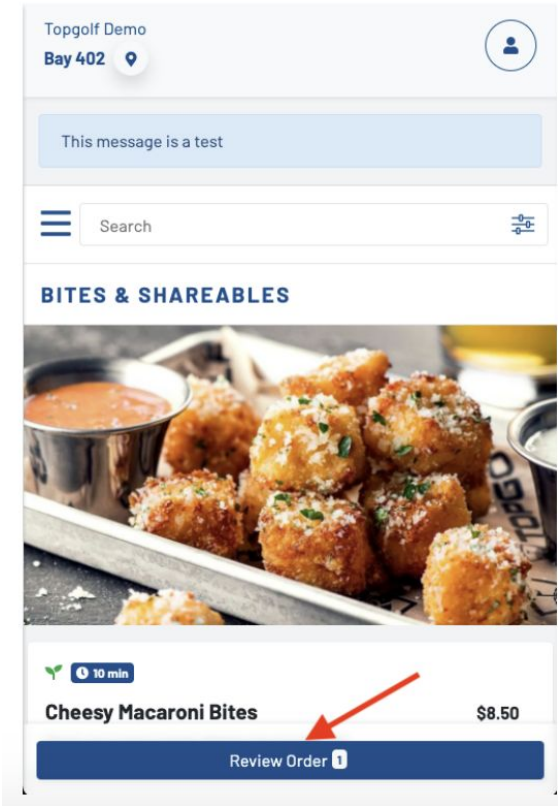 Topgolf Demo
Bay 402
This message is a test
Search
BITES & SHAREABLES
TOPGO
10 min
Cheesy Macaroni Bites
$8.50
Review Order 1